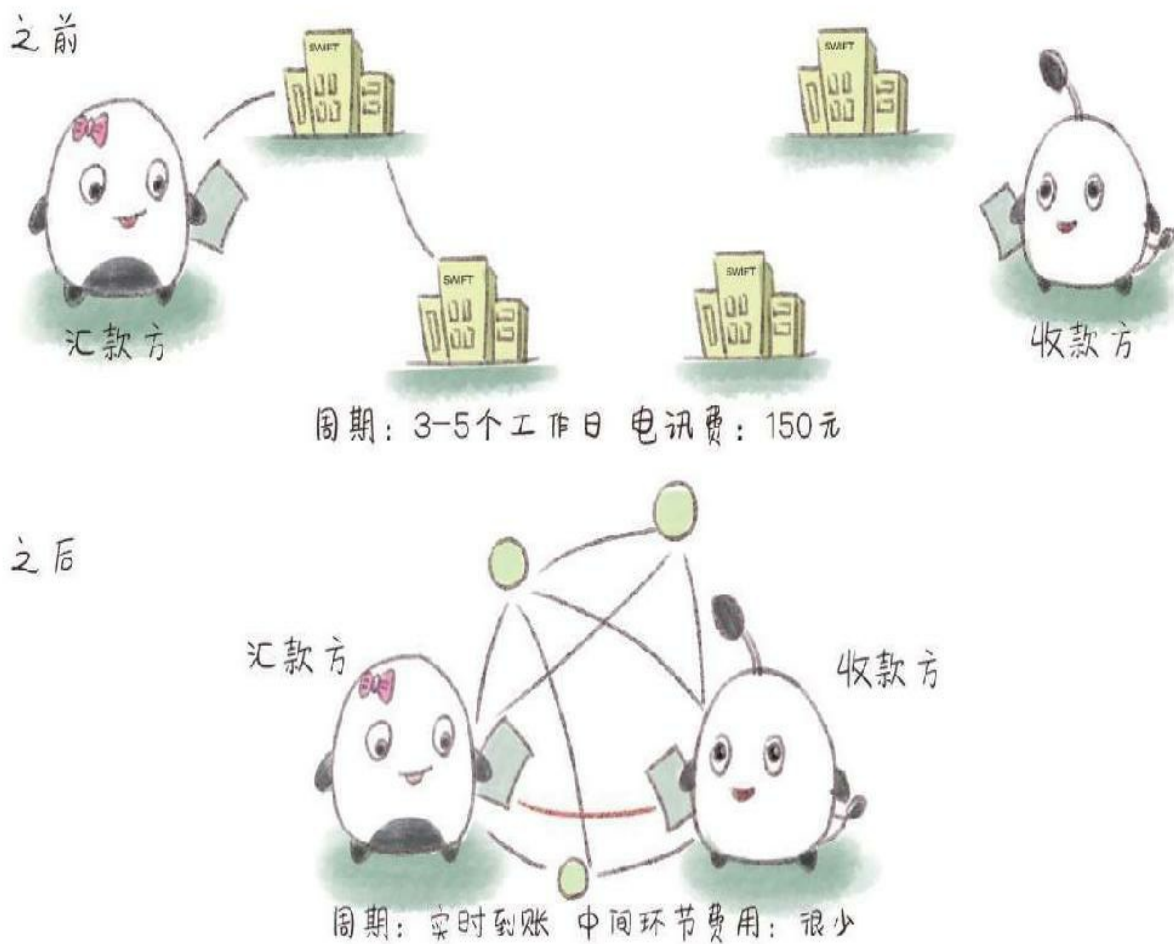 之前
SWIFT
SWIFT
SWIFT
SWIFT
汇款方
收款方
周期：3-5个工作日 电讯费：150元
之后
汇款方
收款方
周期：实时到账 中间环节费用：很少